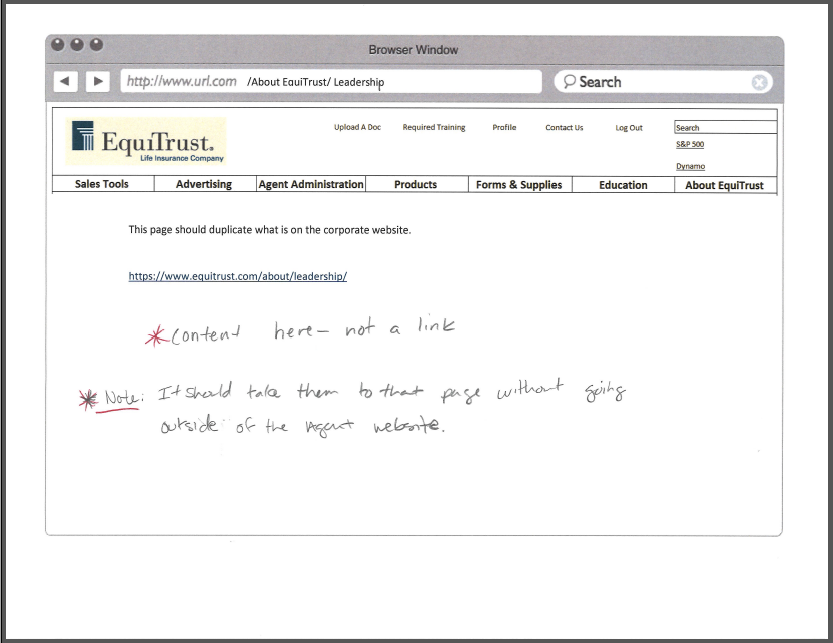 Browser Window
http://www.url.com /About EquiTrust/ Leadership
Search
EquiTrust.
Life Insurance Company
Upload A Doc Required Training Profile Contact Us Log Out
Search
S&P 500
Dynamo
Sales Tools Advertising Agent Administration Products Forms & Supplies Education About EquiTrust
This page should duplicate what is on the corporate website.
https://www.equitrust.com/about/leadership/
* Content here - not a link
* Note: It should take them to that page without going
outside of the Agent website.